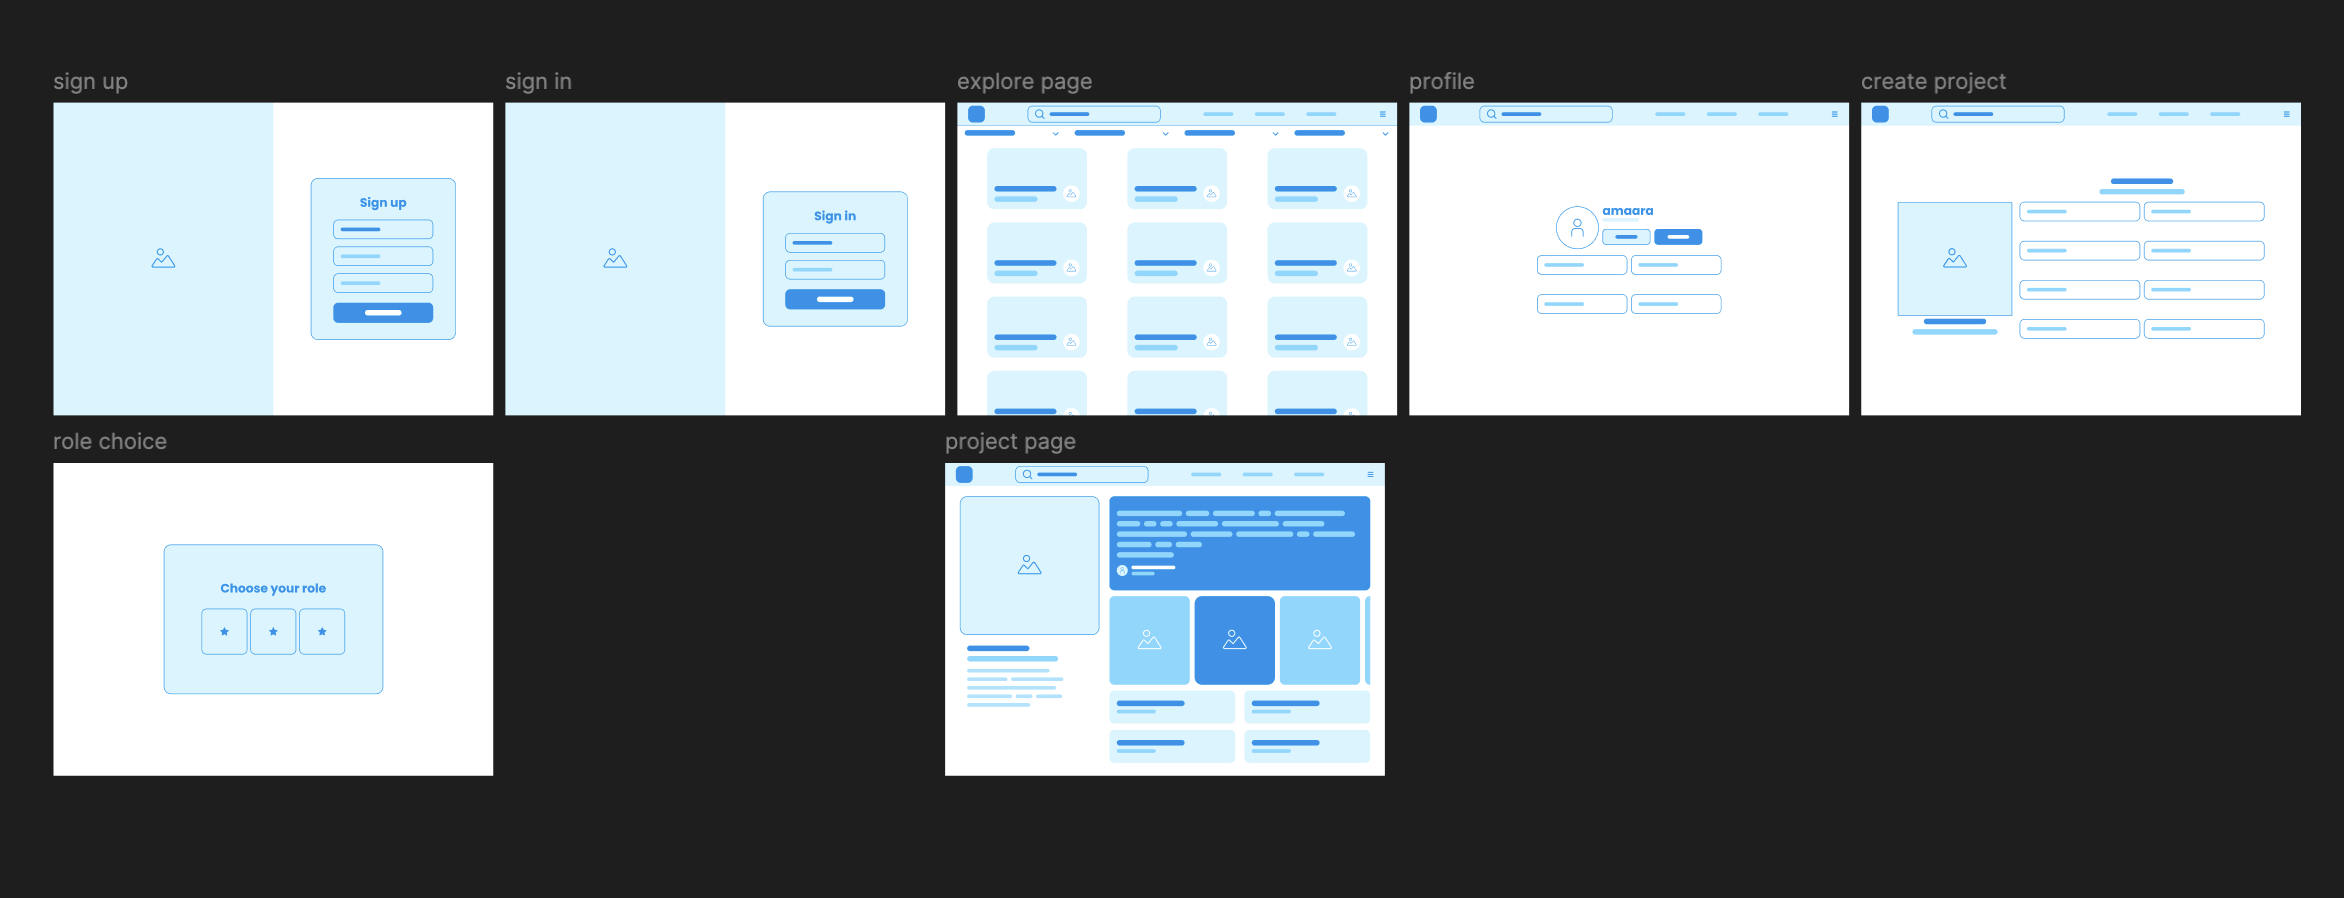 sign up
sign in
explore page
profile
create project
Sign up
Sign in
amaara
role choice
project page
Choose your role